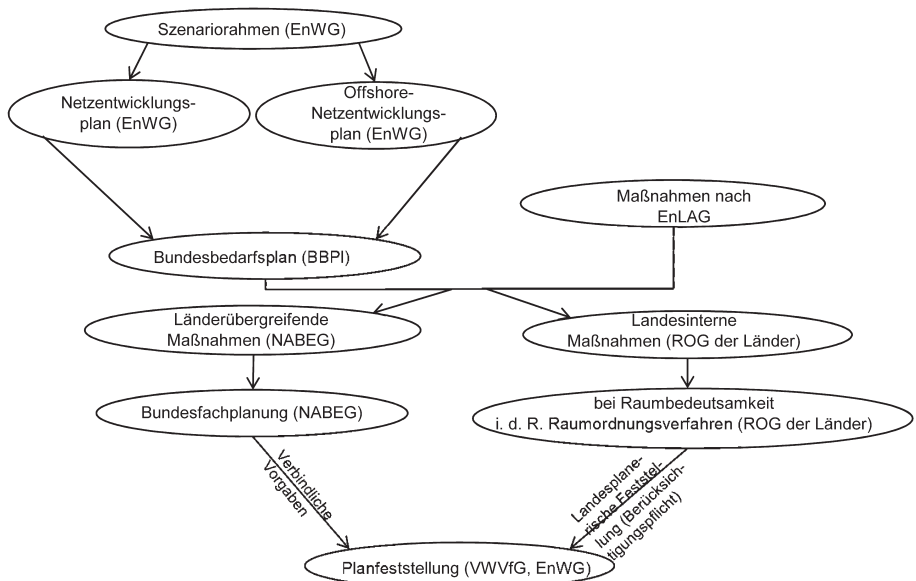 Szenariorahmen (EnWG)
Netzentwicklungs-
plan (EnWG)
Offshore-
Netzentwicklungs-
plan (EnWG)
Maßnahmen nach
EnLAG
Bundesbedarfsplan (BBPl)
Länderübergreifende
Maßnahmen (NABEG)
Landesinterne
Maßnahmen (ROG der Länder)
Bundesfachplanung (NABEG)
bei Raumbedeutsamkeit
i. d. R. Raumordnungsverfahren (ROG der Länder)
Verbindliche
Vorgaben
Landesplane-
rische Feststel-
lung (Berücksich-
tigungspflicht)
Planfeststellung (VWVfG, EnWG)